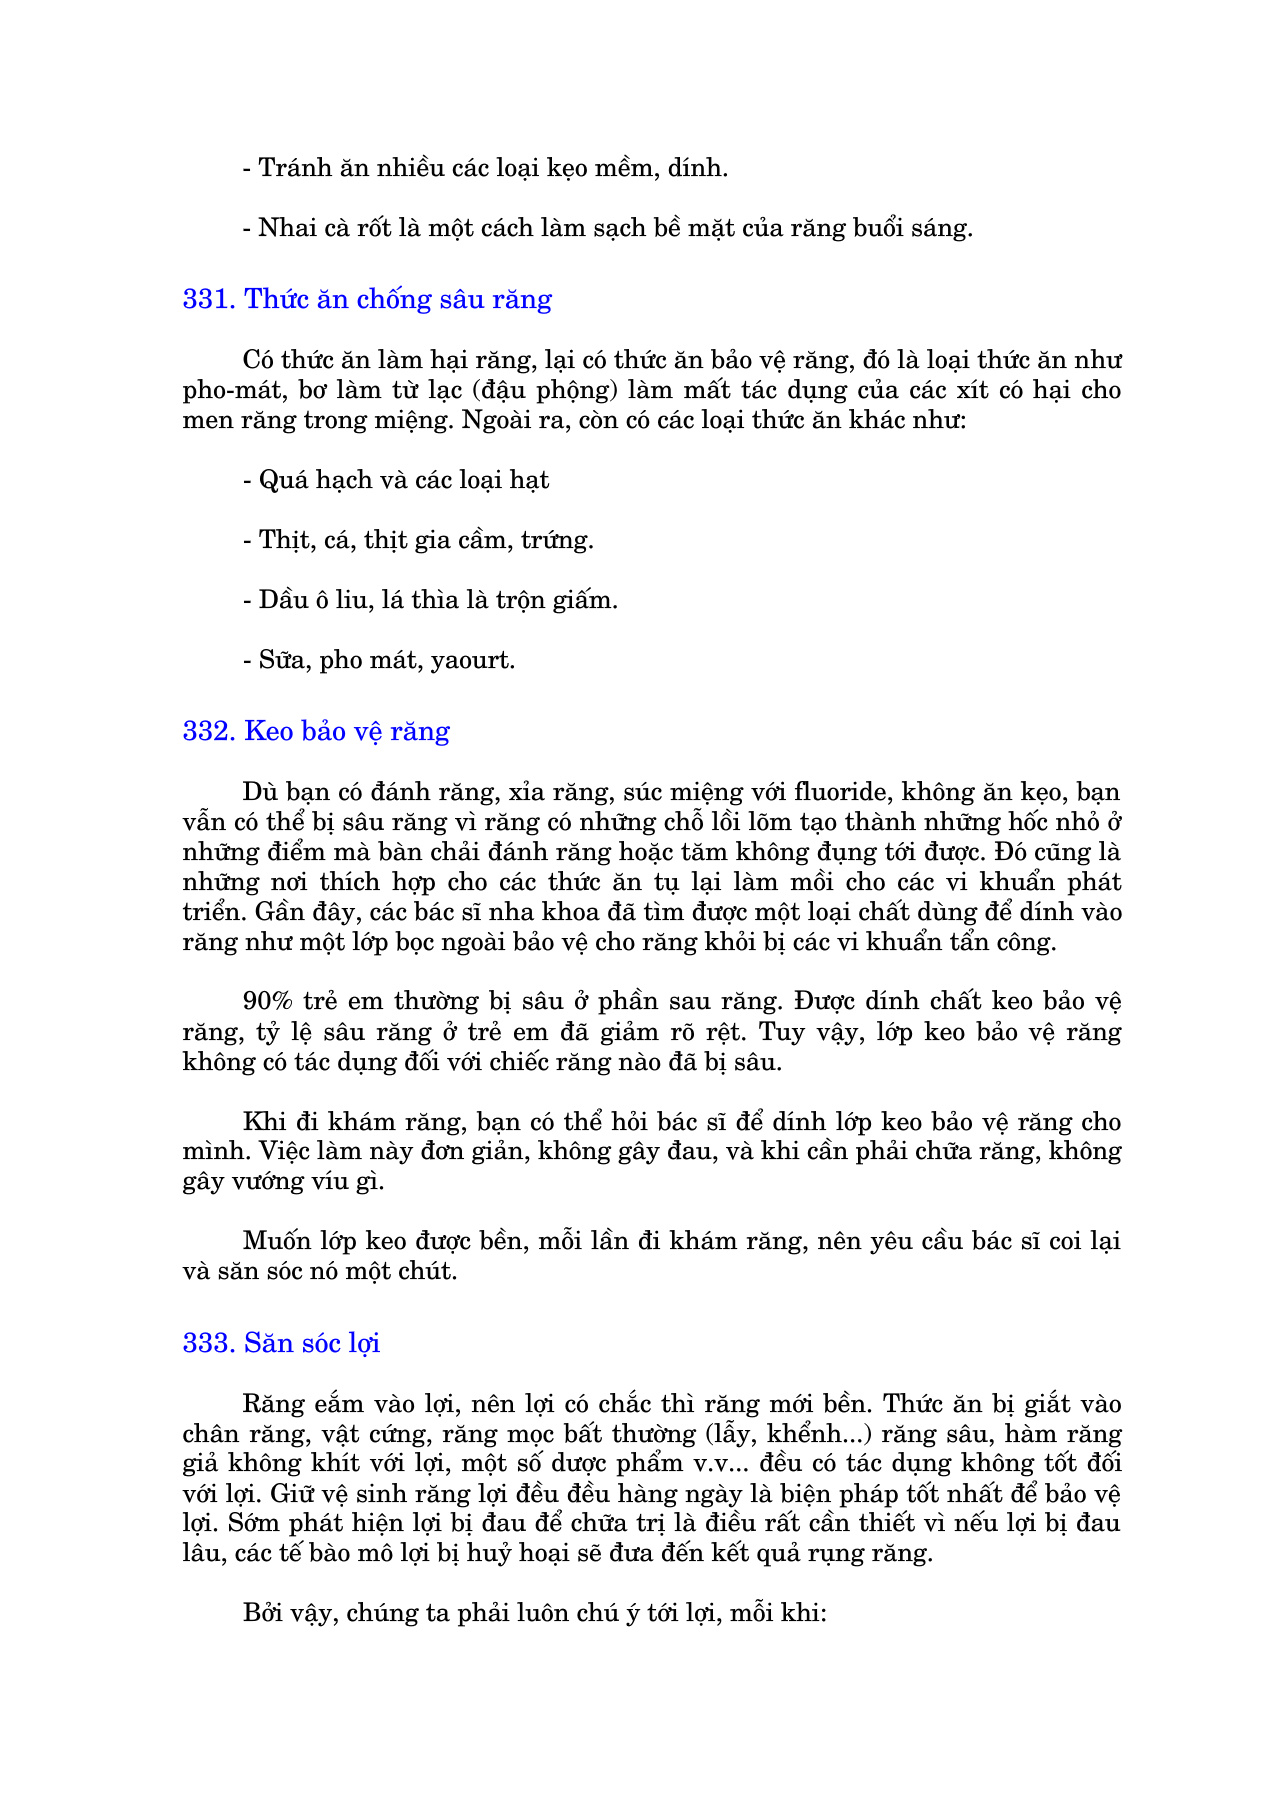 - Tránh ăn nhiều các loại kẹo mềm, dính.
- Nhai cà rốt là một cách làm sạch bề mặt của răng buổi sáng.
331. Thức ăn chống sâu răng
Có thức ăn làm hại răng, lại có thức ăn bảo vệ răng, đó là loại thức ăn như
pho-mát, bơ làm từ lạc (đậu phộng) làm mất tác dụng của các xít có hại cho
men răng trong miệng. Ngoài ra, còn có các loại thức ăn khác như:
- Quá hạch và các loại hạt
- Thịt, cá, thịt gia cầm, trứng.
- Dầu ô liu, lá thìa là trộn giấm.
- Sữa, pho mát, yaourt.
332. Keo bảo vệ răng
Dù bạn có đánh răng, xỉa răng, súc miệng với fluoride, không ăn kẹo, bạn
vẫn có thể bị sâu răng vì răng có những chỗ lồi lõm tạo thành những hốc nhỏ ở
những điểm mà bàn chải đánh răng hoặc tăm không đụng tới được. Đó cũng là
những nơi thích hợp cho các thức ăn tụ lại làm mồi cho các vi khuẩn phát
triển. Gần đây, các bác sĩ nha khoa đã tìm được một loại chất dùng để dính vào
răng như một lớp bọc ngoài bảo vệ cho răng khỏi bị các vi khuẩn tẩn công.
90% trẻ em thường bị sâu ở phần sau răng. Được dính chất keo bảo vệ
răng, tỷ lệ sâu răng ở trẻ em đã giảm rõ rệt. Tuy vậy, lớp keo bảo vệ răng
không có tác dụng đối với chiếc răng nào đã bị sâu.
Khi đi khám răng, bạn có thể hỏi bác sĩ để dính lớp keo bảo vệ răng cho
mình. Việc làm này đơn giản, không gây đau, và khi cần phải chữa răng, không
gây vướng víu gì.
Muốn lớp keo được bền, mỗi lần đi khám răng, nên yêu cầu bác sĩ coi lại
và săn sóc nó một chút.
333. Săn sóc lợi
Răng eắm vào lợi, nên lợi có chắc thì răng mới bền. Thức ăn bị giắt vào
chân răng, vật cứng, răng mọc bất thường (lẫy, khểnh...) răng sâu, hàm răng
giả không khít với lợi, một số dược phẩm v.v... đều có tác dụng không tốt đối
với lợi. Giữ vệ sinh răng lợi đều đều hàng ngày là biện pháp tốt nhất để bảo vệ
lợi. Sớm phát hiện lợi bị đau để chữa trị là điều rất cần thiết vì nếu lợi bị đau
lâu, các tế bào mô lợi bị huỷ hoại sẽ đưa đến kết quả rụng răng.
Bởi vậy, chúng ta phải luôn chú ý tới lợi, mỗi khi: